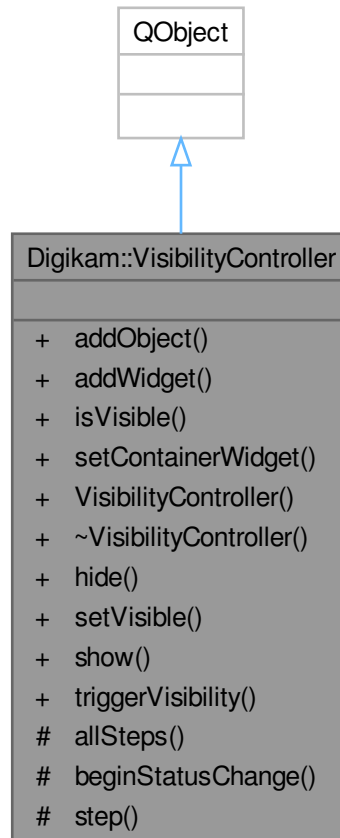 QObject
Digikam::VisibilityController
+ addObject()
+ addWidget()
+ isVisible()
+ setContainerWidget()
+ VisibilityController()
+ ~VisibilityController()
+ hide()
+ setVisible()
+ show()
+ triggerVisibility()
# allSteps()
# beginStatusChange()
# step()